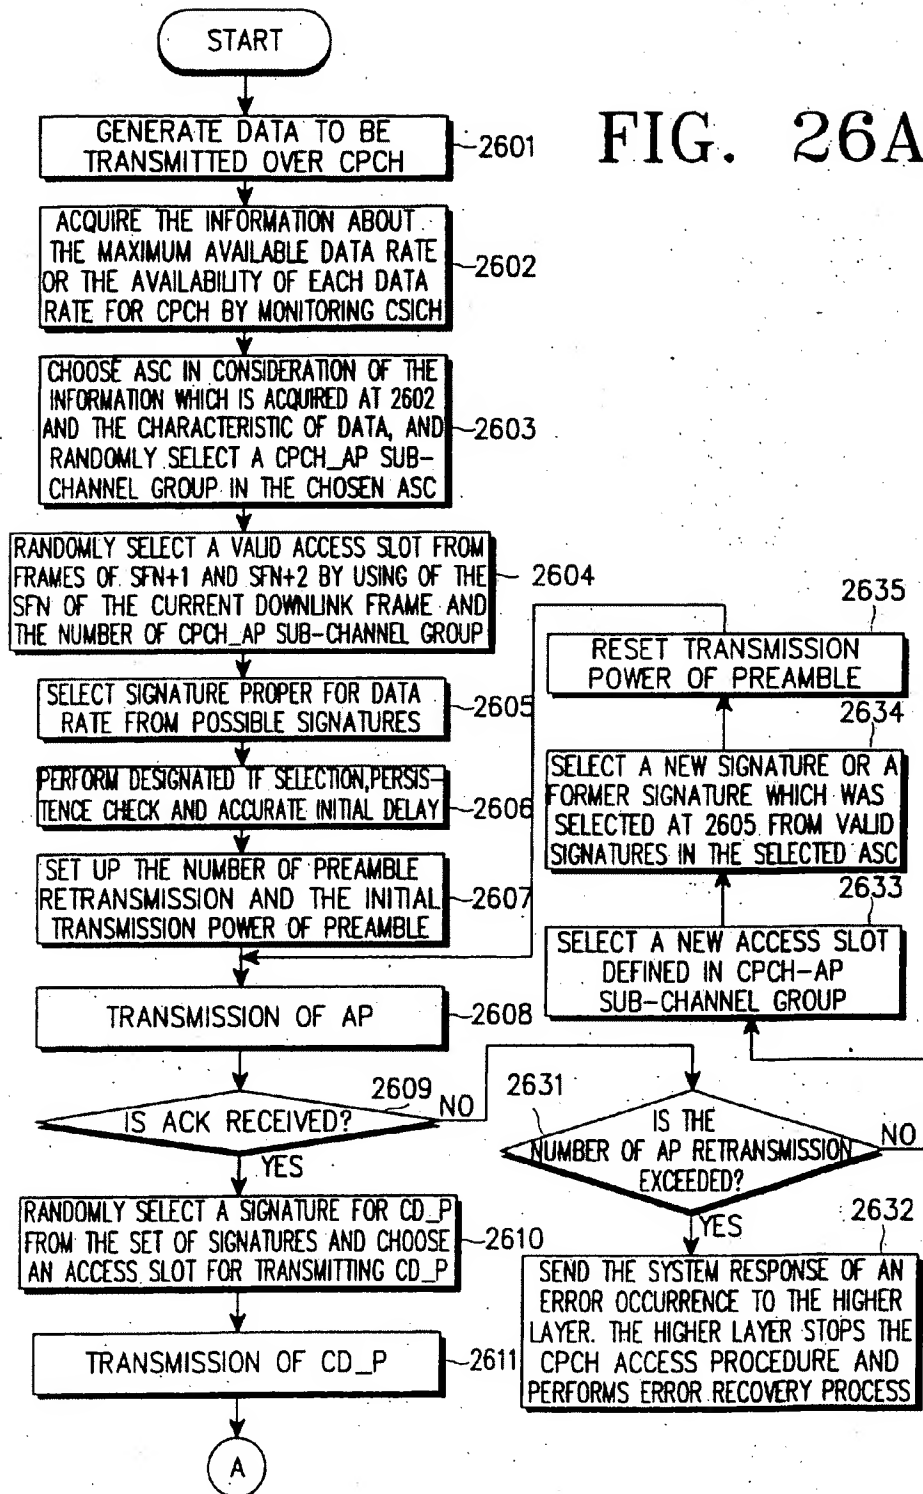 START
FIG. 26A
GENERATE DATA TO BE
TRANSMITTED OVER CPCH
2601
ACQUIRE THE INFORMATION ABOUT
THE MAXIMUM AVAILABLE DATA RATE
OR THE AVAILABILITY OF EACH DATA
RATE FOR CPCH BY MONITORING CSICH
2602
CHOOSE ASC IN CONSIDERATION OF THE
INFORMATION WHICH IS ACQUIRED AT 2602
AND THE CHARACTERISTIC OF DATA, AND
RANDOMLY SELECT A CPCH_AP SUB-
CHANNEL GROUP IN THE CHOSEN ASC
2603
RANDOMLY SELECT A VALID ACCESS SLOT FROM
FRAMES OF SFN+1 AND SFN+2 BY USING OF THE
SFN OF THE CURRENT DOWNLINK FRAME AND
THE NUMBER OF CPCH_AP SUB-CHANNEL GROUP
2604
SELECT SIGNATURE PROPER FOR DATA
RATE FROM POSSIBLE SIGNATURES
2605
PERFORM DESIGNATED TF SELECTION,PERSIS-
TENCE CHECK AND ACCURATE INITIAL DELAY
2606
SET UP THE NUMBER OF PREAMBLE
RETRANSMISSION AND THE INITIAL
TRANSMISSION POWER OF PREAMBLE
2607
TRANSMISSION OF AP
2608
IS ACK RECEIVED?
2609
NO
YES
RANDOMLY SELECT A SIGNATURE FOR CD_P
FROM THE SET OF SIGNATURES AND CHOOSE
AN ACCESS SLOT FOR TRANSMITTING CD_P
2610
TRANSMISSION OF CD_P
2611
A
2635
RESET TRANSMISSION
POWER OF PREAMBLE
2634
SELECT A NEW SIGNATURE OR A
FORMER SIGNATURE WHICH WAS
SELECTED AT 2605 FROM VALID
SIGNATURES IN THE SELECTED ASC
2633
SELECT A NEW ACCESS SLOT
DEFINED IN CPCH-AP
SUB-CHANNEL GROUP
2631
IS THE
NUMBER OF AP RETRANSMISSION
EXCEEDED?
NO
YES
2632
SEND THE SYSTEM RESPONSE OF AN
ERROR OCCURRENCE TO THE HIGHER
LAYER. THE HIGHER LAYER STOPS THE
CPCH ACCESS PROCEDURE AND
PERFORMS ERROR RECOVERY PROCESS